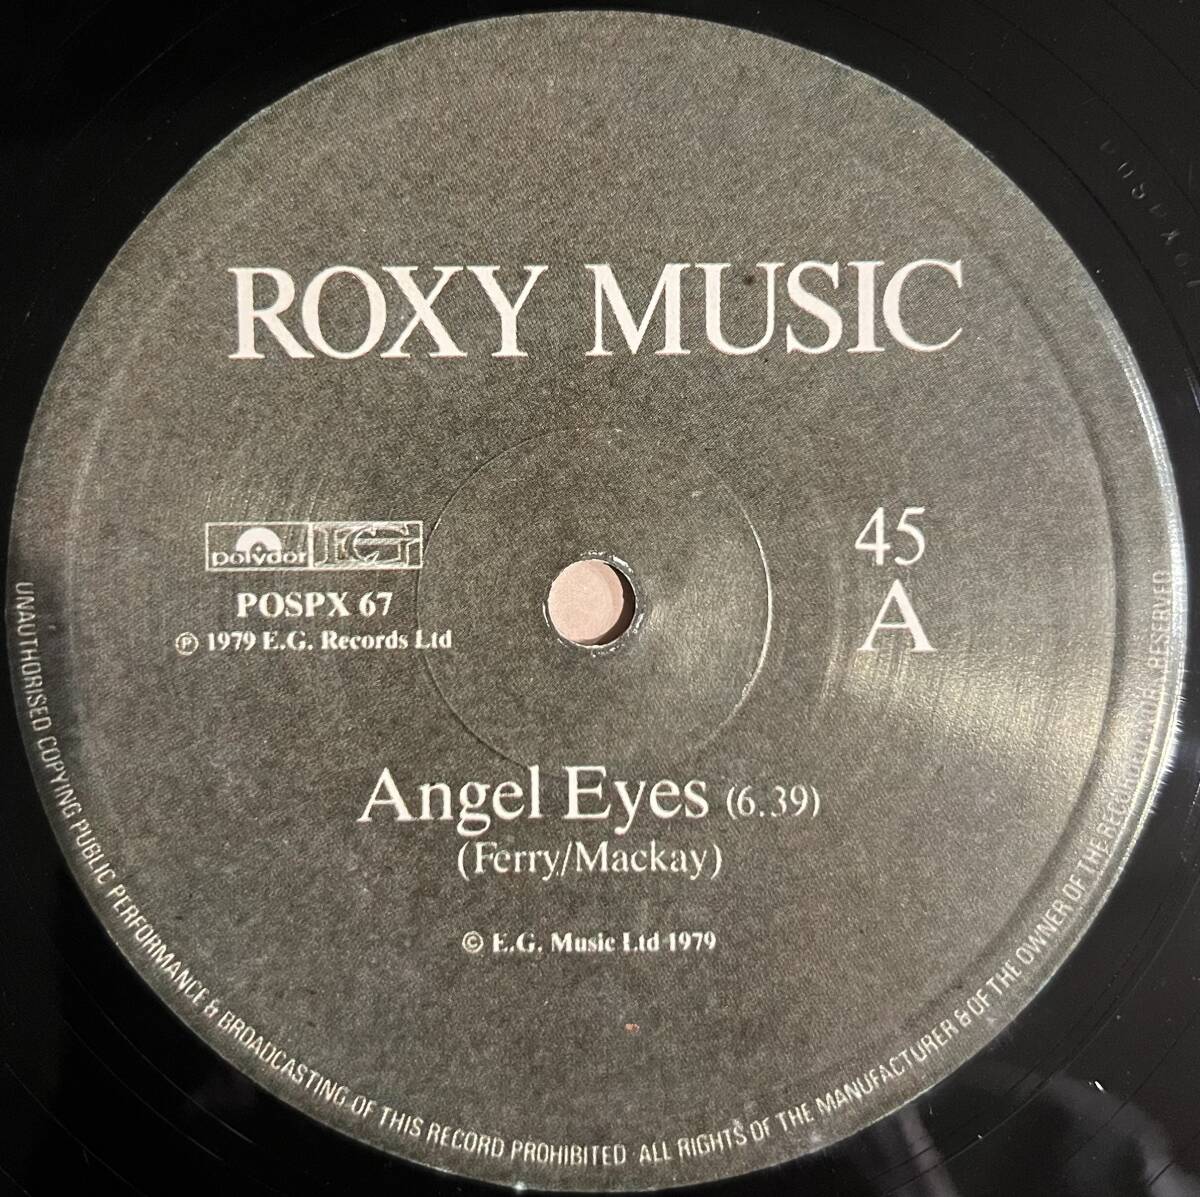 ROXY MUSIC
polydor EG
POSPX 67
℗ 1979 E.G. Records Ltd
45
A
Angel Eyes (6.39)
(Ferry/Mackay)
© E.G. Music Ltd 1979
UNAUTHORISED COPYING PUBLIC PERFORMANCE & BROADCASTING OF THIS RECORD PROHIBITED · ALL RIGHTS OF THE MANUFACTURER & OF THE OWNER OF THE RECORDED WORK RESERVED